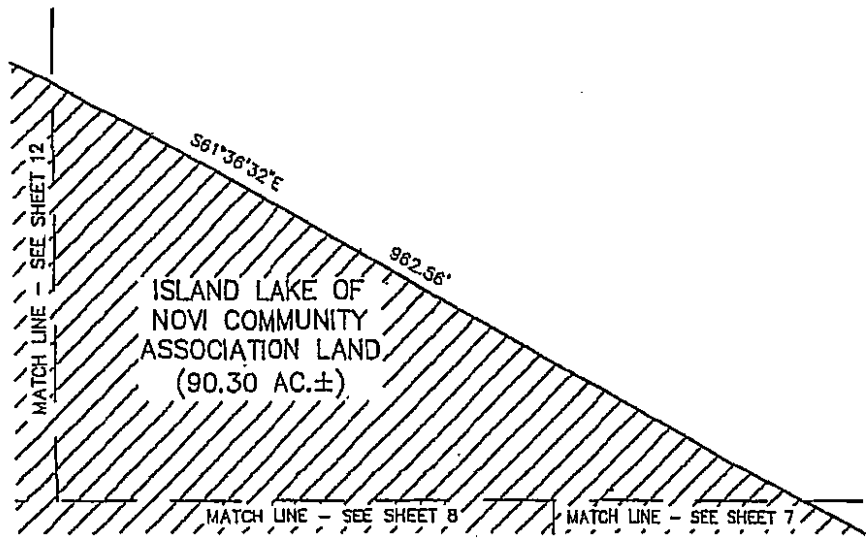 S61°36'32"E
962.56'
MATCH LINE - SEE SHEET 12
ISLAND LAKE OF
NOVI COMMUNITY
ASSOCIATION LAND
(90.30 AC.±)
MATCH LINE - SEE SHEET 8
MATCH LINE - SEE SHEET 7